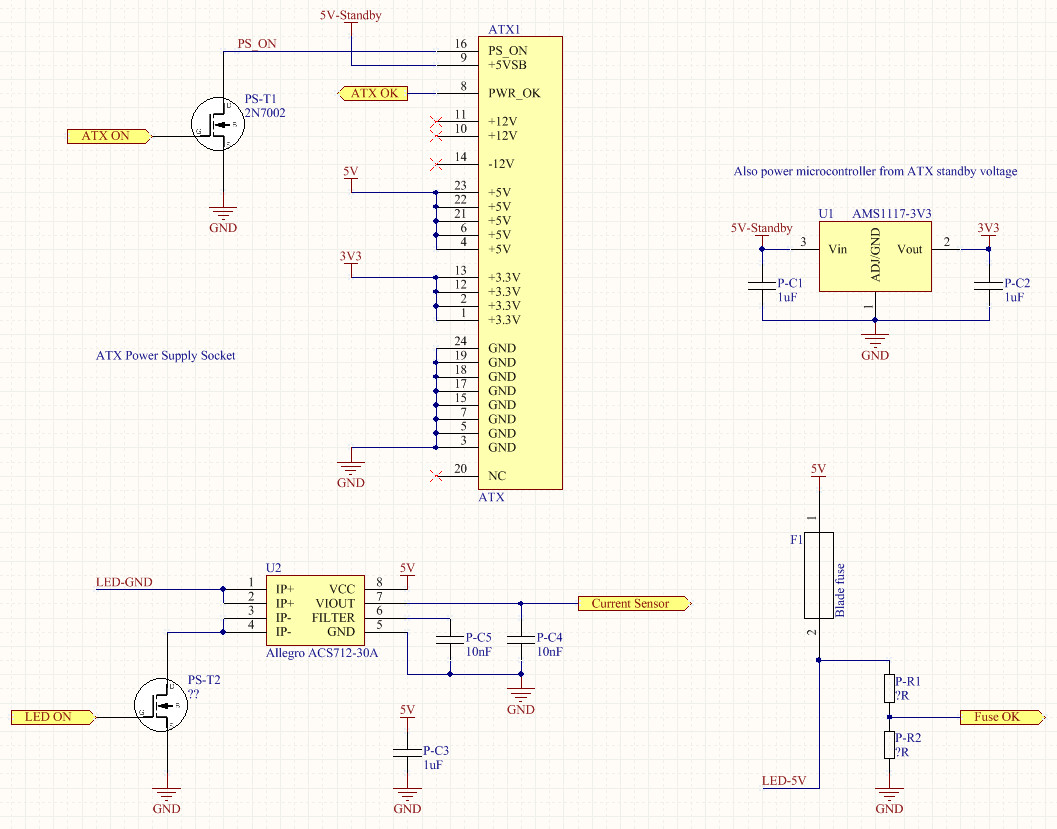 5V-Standby
ATX1
PS_ON
16
PS_ON
9
+5VSB
ATX OK
8
PWR_OK
PS-T1
2N7002
D
G
S
S
ATX ON
GND
11
+12V
10
+12V
14
-12V
5V
23
+5V
22
+5V
21
+5V
6
+5V
4
+5V
3V3
13
+3.3V
12
+3.3V
2
+3.3V
1
+3.3V
24
GND
19
GND
18
GND
17
GND
15
GND
7
GND
5
GND
3
GND
GND
20
NC
ATX
ATX Power Supply Socket
Also power microcontroller from ATX standby voltage
U1
AMS1117-3V3
5V-Standby
3
Vin
ADJ/GND
Vout
2
3V3
1
P-C1
1uF
P-C2
1uF
GND
U2
LED-GND
1
IP+
2
IP+
3
IP-
4
IP-
VCC
8
VIOUT
7
FILTER
6
GND
5
5V
Allegro ACS712-30A
Current Sensor
P-C5
10nF
P-C4
10nF
GND
PS-T2
??
D
G
S
S
LED ON
GND
5V
P-C3
1uF
GND
5V
1
F1
Blade fuse
2
P-R1
?R
Fuse OK
P-R2
?R
LED-5V
GND